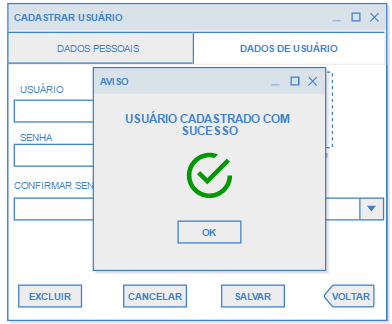 CADASTRAR USUÁRIO
DADOS PESSOAIS
DADOS DE USUÁRIO
AVISO
USUÁRIO
USUÁRIO CADASTRADO COM
SUCESSO
SENHA
CONFIRMAR SEN
OK
EXCLUIR
CANCELAR
SALVAR
VOLTAR